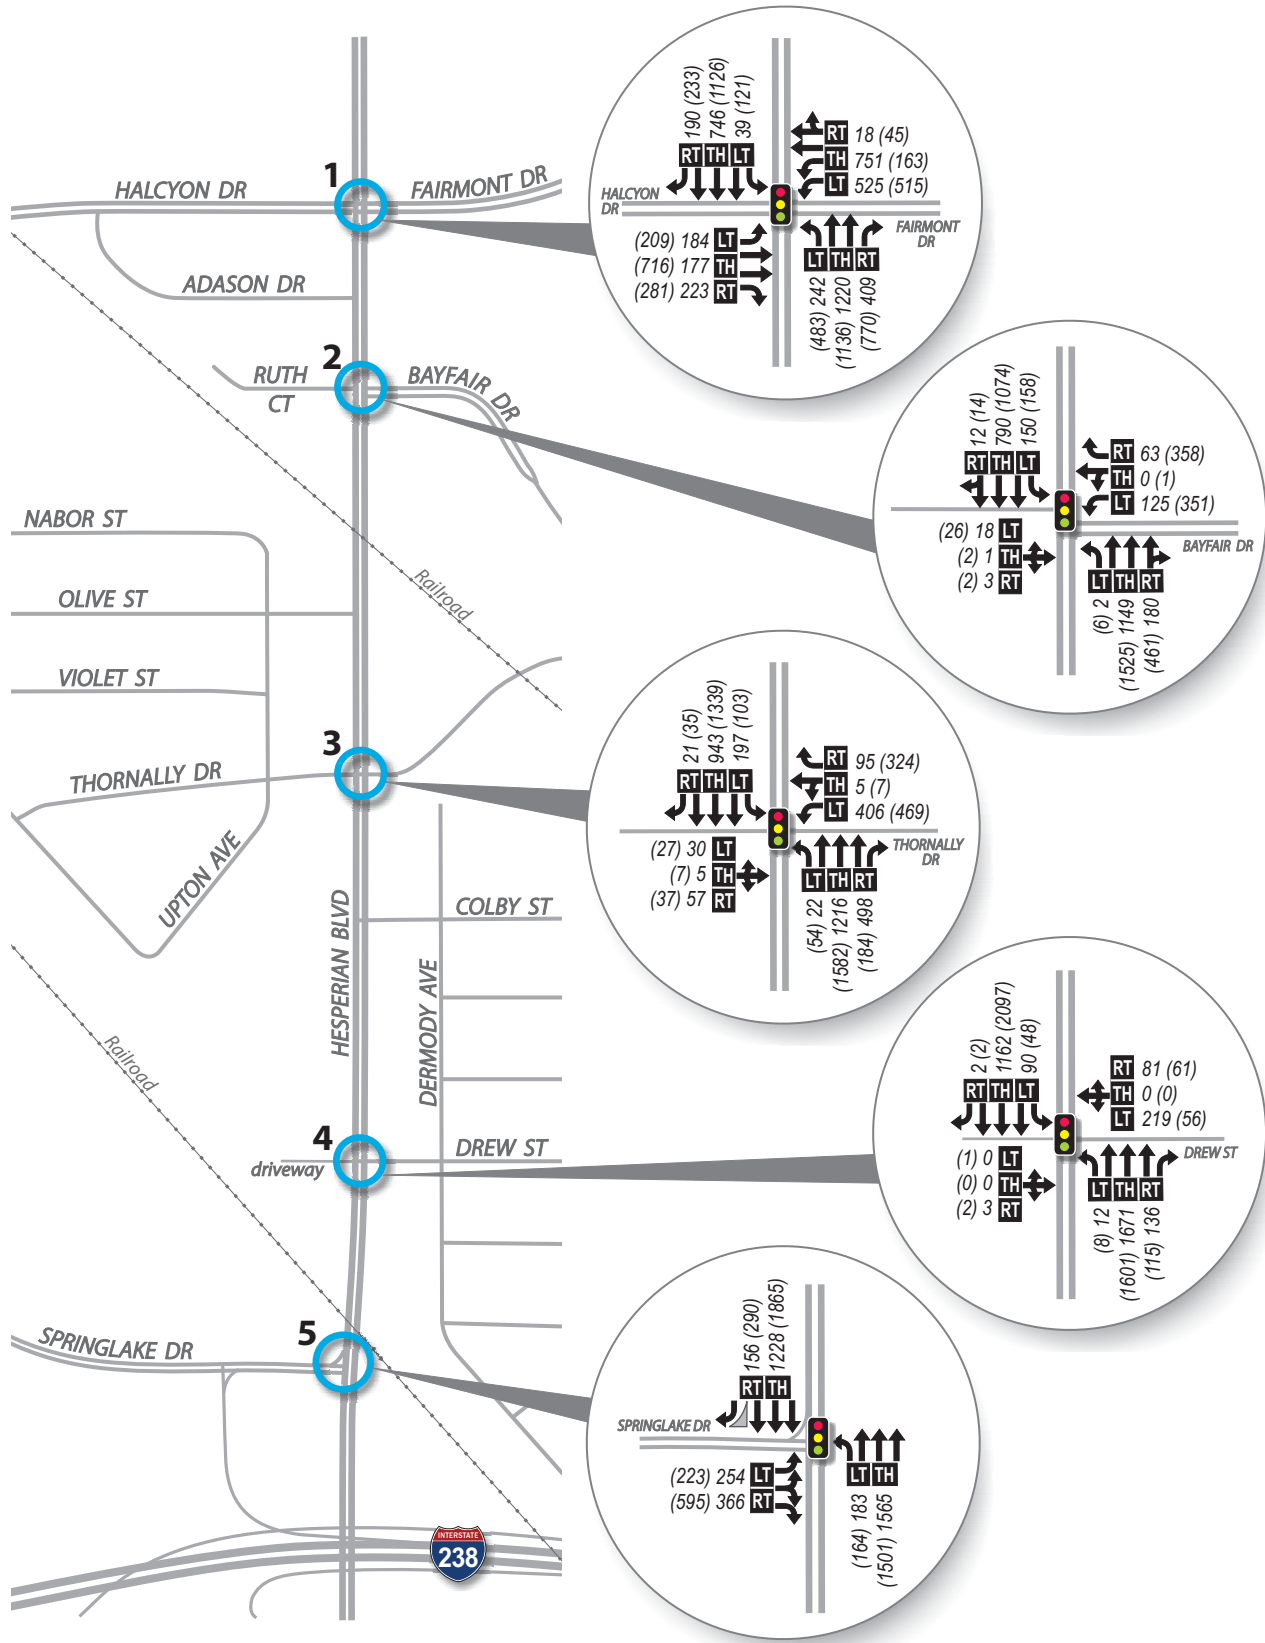 1
HALCYON DR
FAIRMONT DR
ADASON DR
2
RUTH
CT
BAYFAIR DR
NABOR ST
OLIVE ST
Railroad
VIOLET ST
3
THORNALLY DR
UPTON AVE
HESPERIAN BLVD
COLBY ST
DERMODY AVE
Railroad
4
driveway
DREW ST
5
SPRINGLAKE DR
INTERSTATE
238
190 (233)
746 (1126)
39 (121)
RT TH LT
RT 18 (45)
TH 751 (163)
LT 525 (515)
HALCYON
DR
FAIRMONT
DR
(209) 184 LT
(716) 177 TH
(281) 223 RT
LT TH RT
(483) 242
(1136) 1220
(770) 409
12 (14)
790 (1074)
150 (158)
RT TH LT
RT 63 (358)
TH 0 (1)
LT 125 (351)
(26) 18 LT
(2) 1 TH
(2) 3 RT
BAYFAIR DR
LT TH RT
(6) 2
(1525) 1149
(461) 180
21 (35)
943 (1339)
197 (103)
RT TH LT
RT 95 (324)
TH 5 (7)
LT 406 (469)
(27) 30 LT
(7) 5 TH
(37) 57 RT
THORNALLY
DR
LT TH RT
(54) 22
(1582) 1216
(184) 498
2 (2)
1162 (2097)
90 (48)
RT TH LT
RT 81 (61)
TH 0 (0)
LT 219 (56)
(1) 0 LT
(0) 0 TH
(2) 3 RT
DREW ST
LT TH RT
(8) 12
(1601) 1671
(115) 136
156 (290)
1228 (1865)
RT TH
SPRINGLAKE DR
(223) 254 LT
(595) 366 RT
LT TH
(164) 183
(1501) 1565